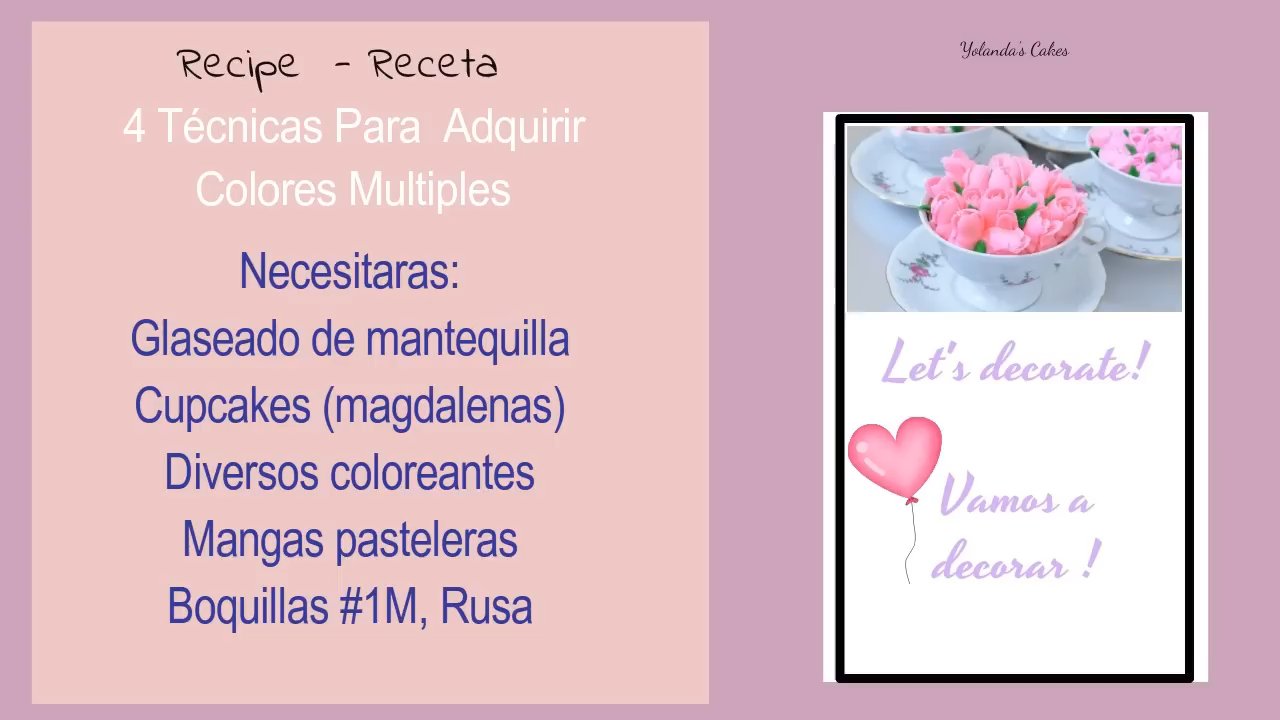 Recipe - Receta
4 Técnicas Para Adquirir
Colores Multiples
Necesitaras:
Glaseado de mantequilla
Cupcakes (magdalenas)
Diversos coloreantes
Mangas pasteleras
Boquillas #1M, Rusa
Yolanda's Cakes
Let's decorate!
Vamos a
decorar !